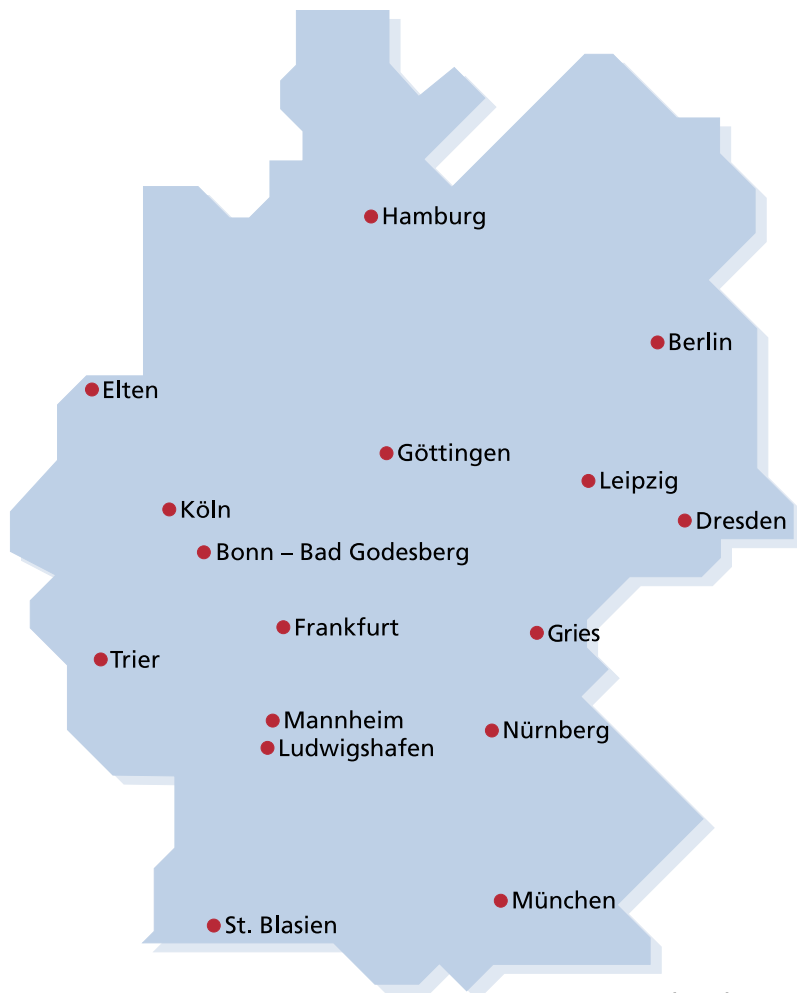 Hamburg
Berlin
Elten
Göttingen
Leipzig
Köln
Dresden
Bonn – Bad Godesberg
Frankfurt
Gries
Trier
Mannheim
Nürnberg
Ludwigshafen
München
St. Blasien